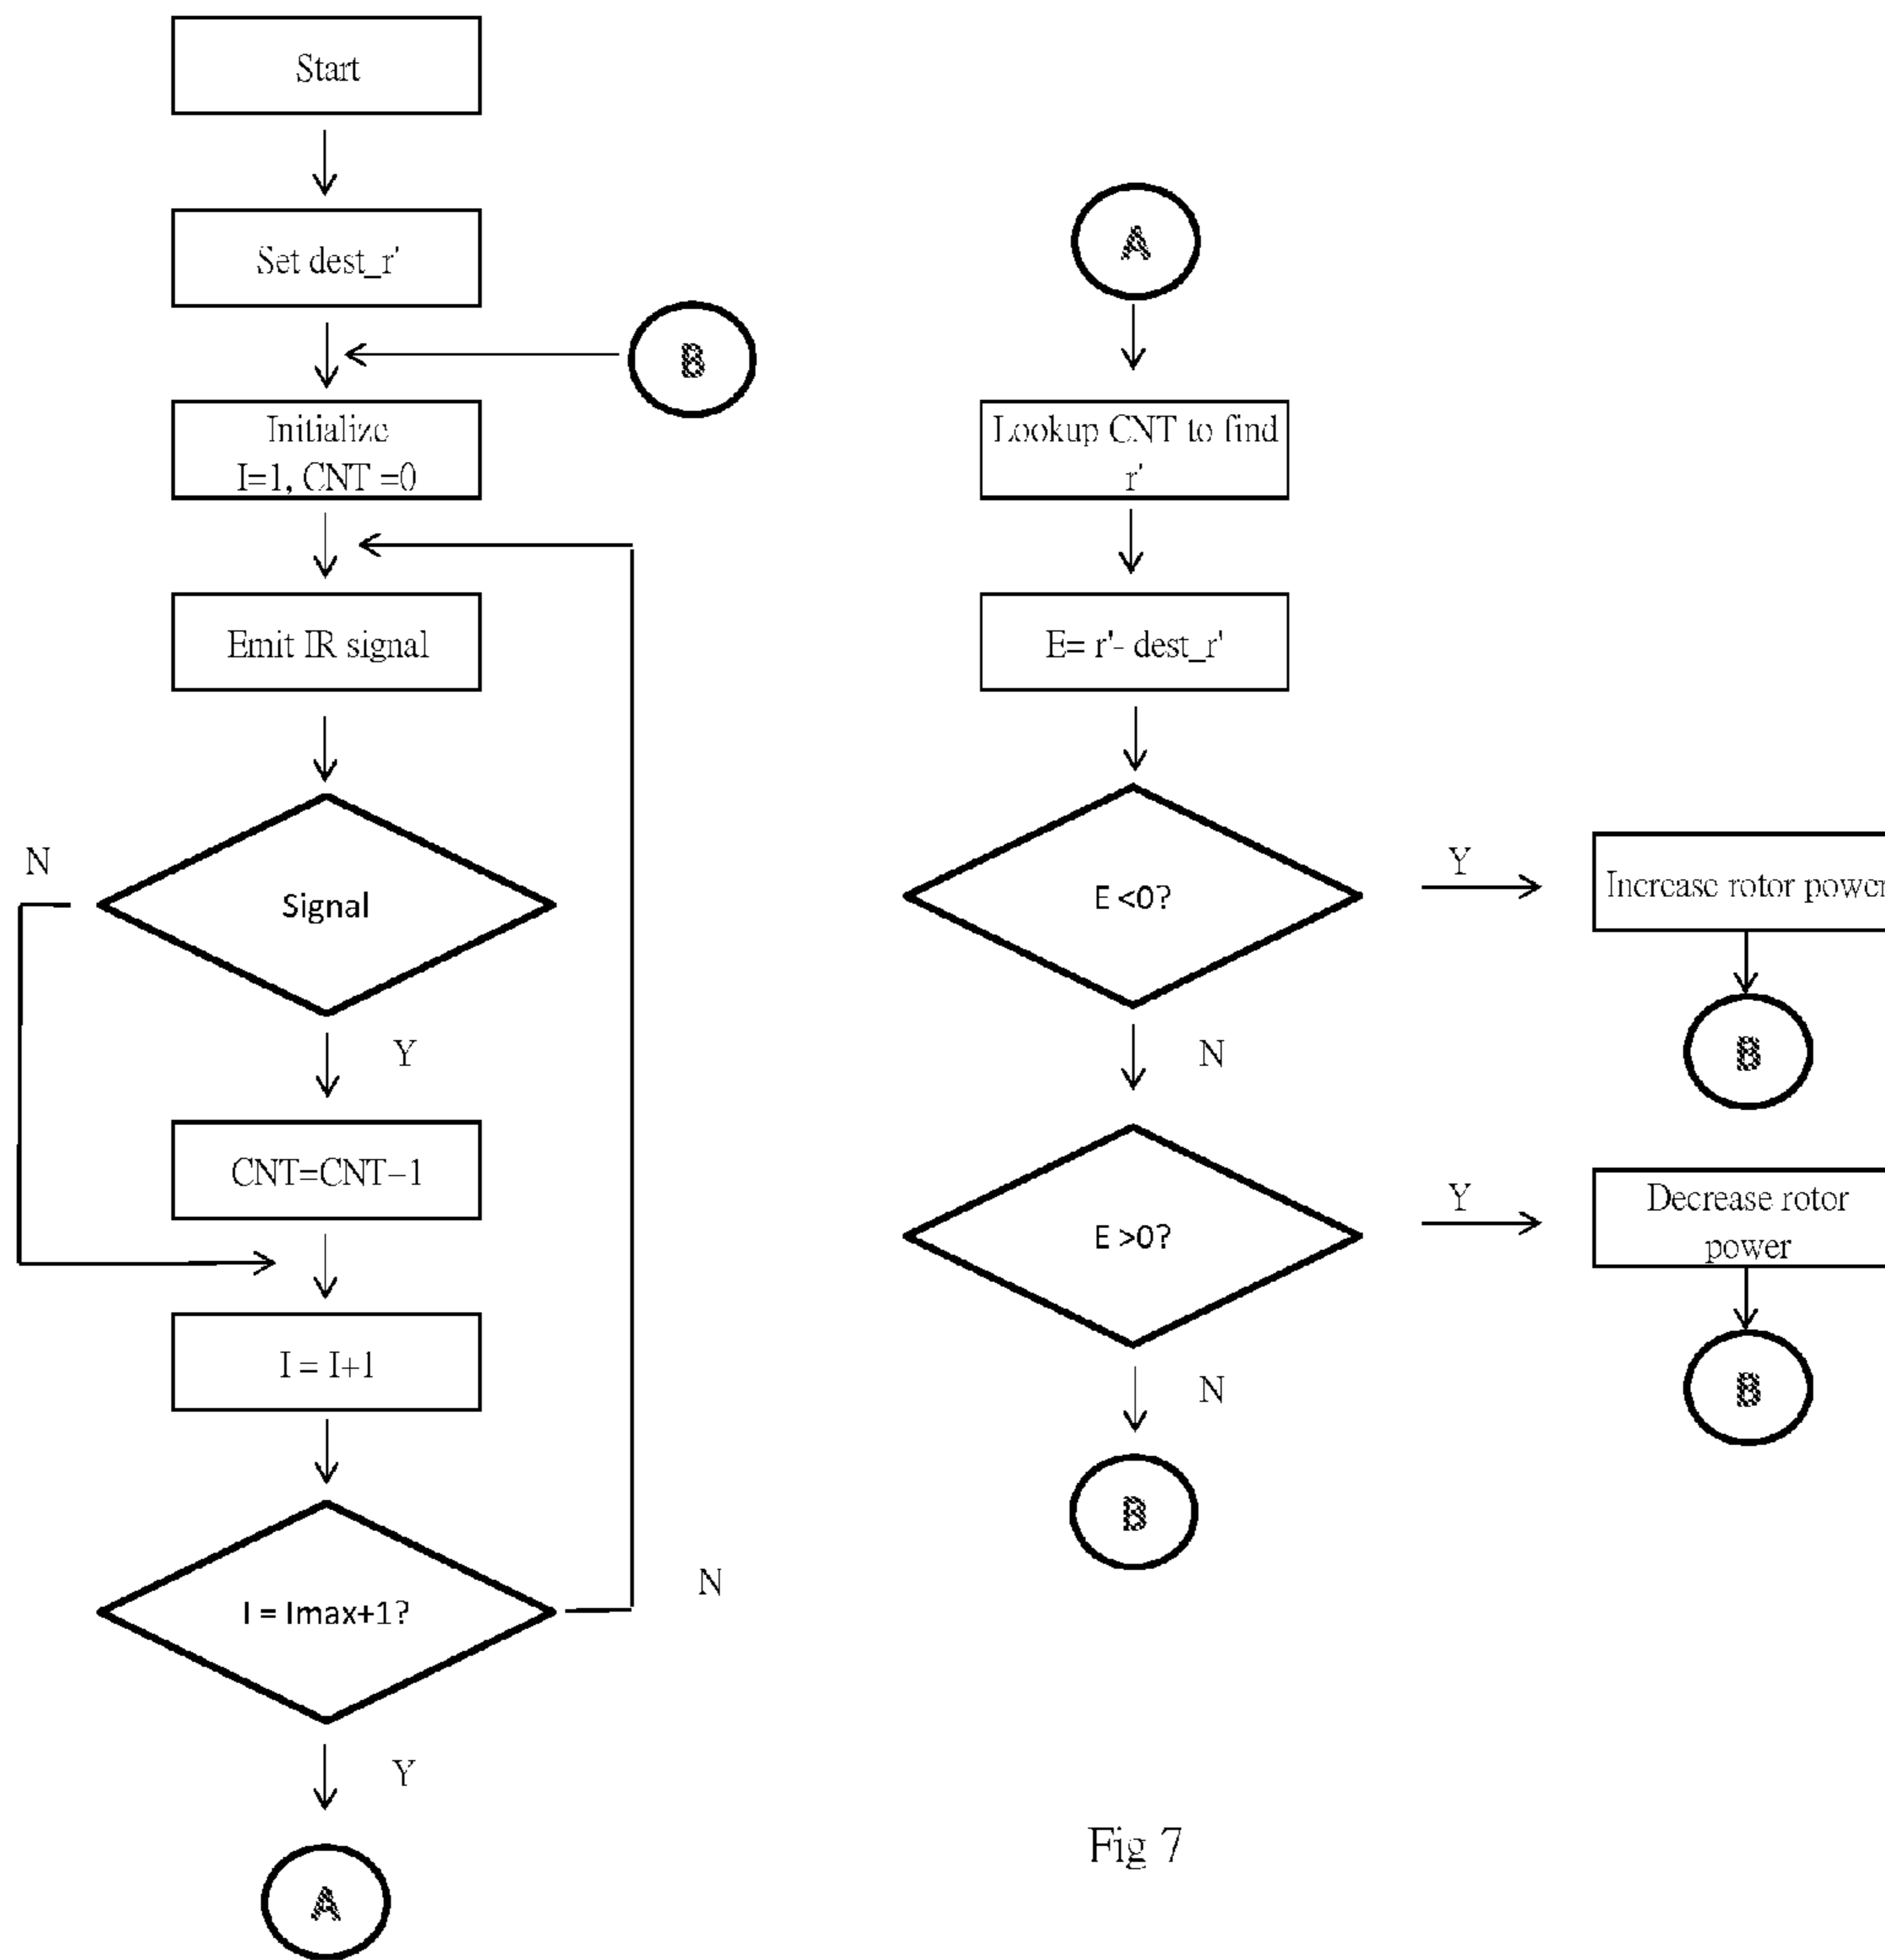 Start
Set dest_r'
B
Initialize
I=1, CNT =0
Emit IR signal
Signal
N
Y
CNT=CNT–1
I = I+1
I = Imax+1?
N
Y
A
A
Lookup CNT to find
r'
E= r'- dest_r'
E <0?
Y
Increase rotor power
B
N
E >0?
Y
Decrease rotor
power
B
N
B
Fig 7